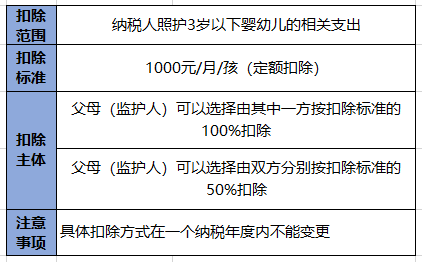 扣除
范围
纳税人照护3岁以下婴幼儿的相关支出
扣除
标准
1000元/月/孩（定额扣除）
扣除
主体
父母（监护人）可以选择由其中一方按扣除标准的
100%扣除
父母（监护人）可以选择由双方分别按扣除标准的
50%扣除
注意
事项
具体扣除方式在一个纳税年度内不能变更